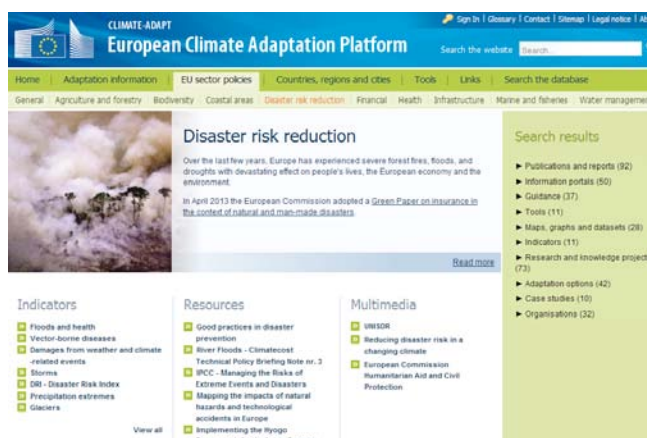 CLIMATE-ADAPT
European Climate Adaptation Platform
Sign In | Glossary | Contact | Sitemap | Legal notice
Search the website Search...
Home Adaptation information EU sector policies Countries, regions and cities Tools Links Search the database
General Agriculture and forestry Biodiversity Coastal areas Disaster risk reduction Financial Health Infrastructure Marine and fisheries Water manageme
Disaster risk reduction
Over the last few years, Europe has experienced severe forest fires, floods, and
droughts with devastating effect on people's lives, the European economy and the
environment.
In April 2013 the European Commission adopted a Green Paper on insurance in
the context of natural and man-made disasters.
Read more
Search results
Publications and reports (92)
Information portals (50)
Guidance (37)
Tools (11)
Maps, graphs and datasets (28)
Indicators (11)
Research and knowledge project
(73)
Adaptation options (42)
Case studies (10)
Organisations (32)
Indicators
Floods and health
Vector-borne diseases
Damages from weather and climate
-related events
Storms
DRI - Disaster Risk Index
Precipitation extremes
Glaciers
View all
Resources
Good practices in disaster
prevention
River Floods - Climatecost
Technical Policy Briefing Note nr. 3
IPCC - Managing the Risks of
Extreme Events and Disasters
Mapping the impacts of natural
hazards and technological
accidents in Europe
Implementing the Hyogo
Multimedia
UNISDR
Reducing disaster risk in a
changing climate
European Commission
Humanitarian Aid and Civil
Protection